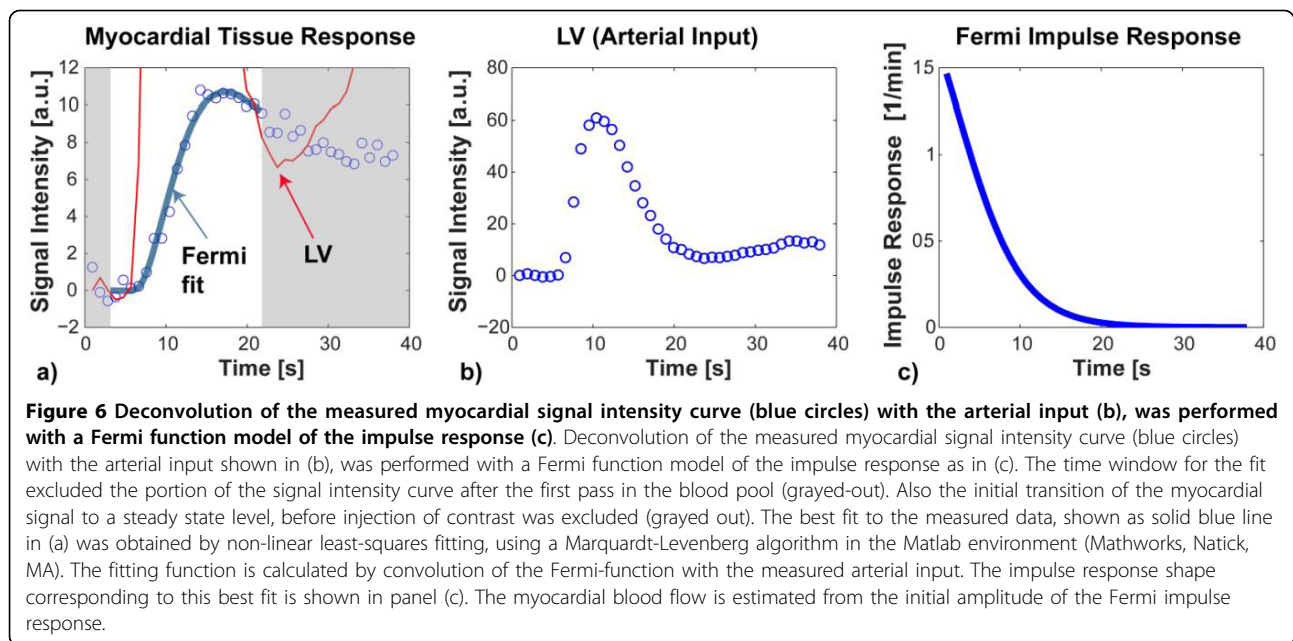 Myocardial Tissue Response
LV (Arterial Input)
Fermi Impulse Response
Signal Intensity [a.u.]
12
10
8
6
4
2
0
−2
0
10
20
30
40
Time [s]
a)
Fermi
fit
LV
Signal Intensity [a.u.]
80
60
40
20
0
−20
0
10
20
30
40
Time [s]
b)
Impulse Response [1/min]
15
1
05
0
0
10
20
30
40
Time [s
c)
Figure 6 Deconvolution of the measured myocardial signal intensity curve (blue circles) with the arterial input (b), was performed
with a Fermi function model of the impulse response (c). Deconvolution of the measured myocardial signal intensity curve (blue circles)
with the arterial input shown in (b), was performed with a Fermi function model of the impulse response as in (c). The time window for the fit
excluded the portion of the signal intensity curve after the first pass in the blood pool (grayed-out). Also the initial transition of the myocardial
signal to a steady state level, before injection of contrast was excluded (grayed out). The best fit to the measured data, shown as solid blue line
in (a) was obtained by non-linear least-squares fitting, using a Marquardt-Levenberg algorithm in the Matlab environment (Mathworks, Natick,
MA). The fitting function is calculated by convolution of the Fermi-function with the measured arterial input. The impulse response shape
corresponding to this best fit is shown in panel (c). The myocardial blood flow is estimated from the initial amplitude of the Fermi impulse
response.